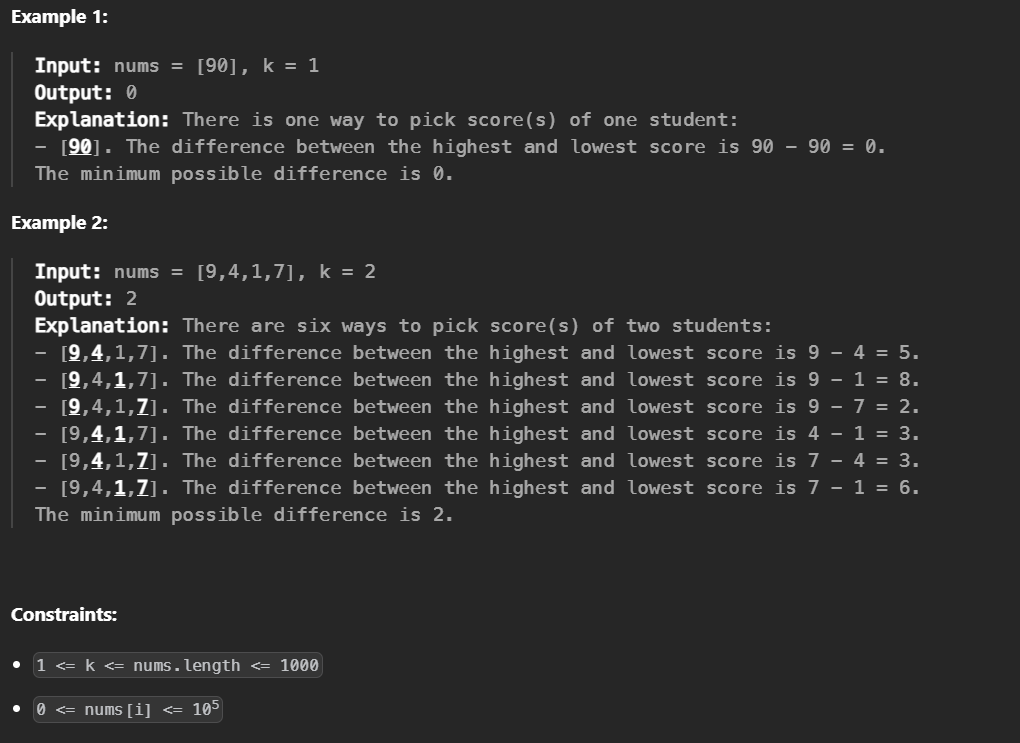 Example 1:
Input: nums = [90], k = 1
Output: 0
Explanation: There is one way to pick score(s) of one student:
- [90]. The difference between the highest and lowest score is 90 - 90 = 0.
The minimum possible difference is 0.
Example 2:
Input: nums = [9,4,1,7], k = 2
Output: 2
Explanation: There are six ways to pick score(s) of two students:
- [9,4,1,7]. The difference between the highest and lowest score is 9 - 4 = 5.
- [9,4,1,7]. The difference between the highest and lowest score is 9 - 1 = 8.
- [9,4,1,7]. The difference between the highest and lowest score is 9 - 7 = 2.
- [9,4,1,7]. The difference between the highest and lowest score is 4 - 1 = 3.
- [9,4,1,7]. The difference between the highest and lowest score is 7 - 4 = 3.
- [9,4,1,7]. The difference between the highest and lowest score is 7 - 1 = 6.
The minimum possible difference is 2.
Constraints:
• 1 <= k <= nums.length <= 1000
• 0 <= nums[i] <= 10⁵